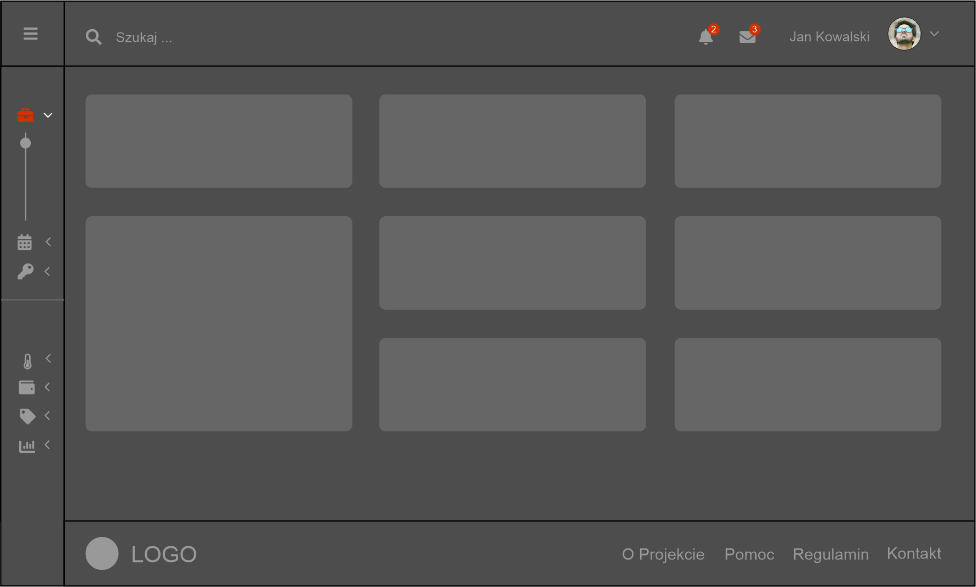 Szukaj ...
2
3
Jan Kowalski
LOGO
O Projekcie
Pomoc
Regulamin
Kontakt